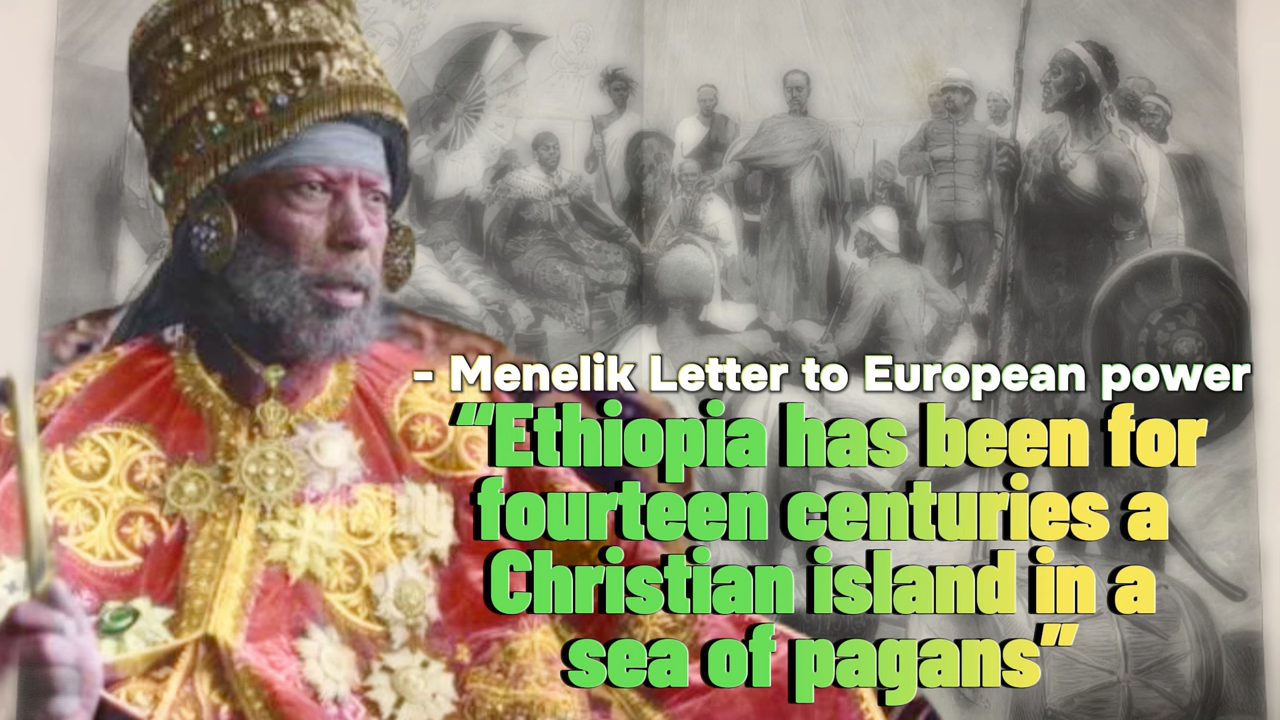 - Menelik Letter to European power
“Ethiopia has been for
fourteen centuries a
Christian island in a
sea of pagans”